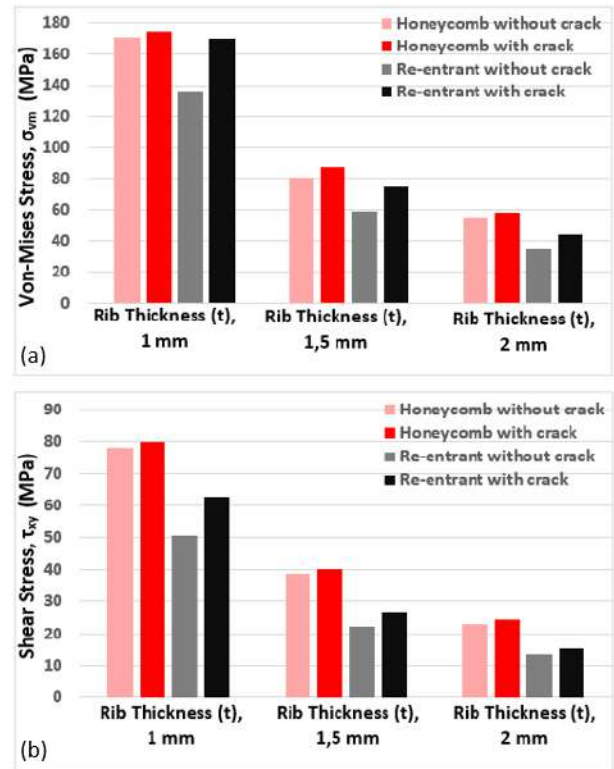 180
160
140
120
100
80
60
40
20
0
Von-Mises Stress, σvm (MPa)
Honeycomb without crack
Honeycomb with crack
Re-entrant without crack
Re-entrant with crack
Rib Thickness (t), 1 mm
Rib Thickness (t), 1,5 mm
Rib Thickness (t), 2 mm
(a)
90
80
70
60
50
40
30
20
10
0
Shear Stress, τxy (MPa)
Honeycomb without crack
Honeycomb with crack
Re-entrant without crack
Re-entrant with crack
Rib Thickness (t), 1 mm
Rib Thickness (t), 1,5 mm
Rib Thickness (t), 2 mm
(b)